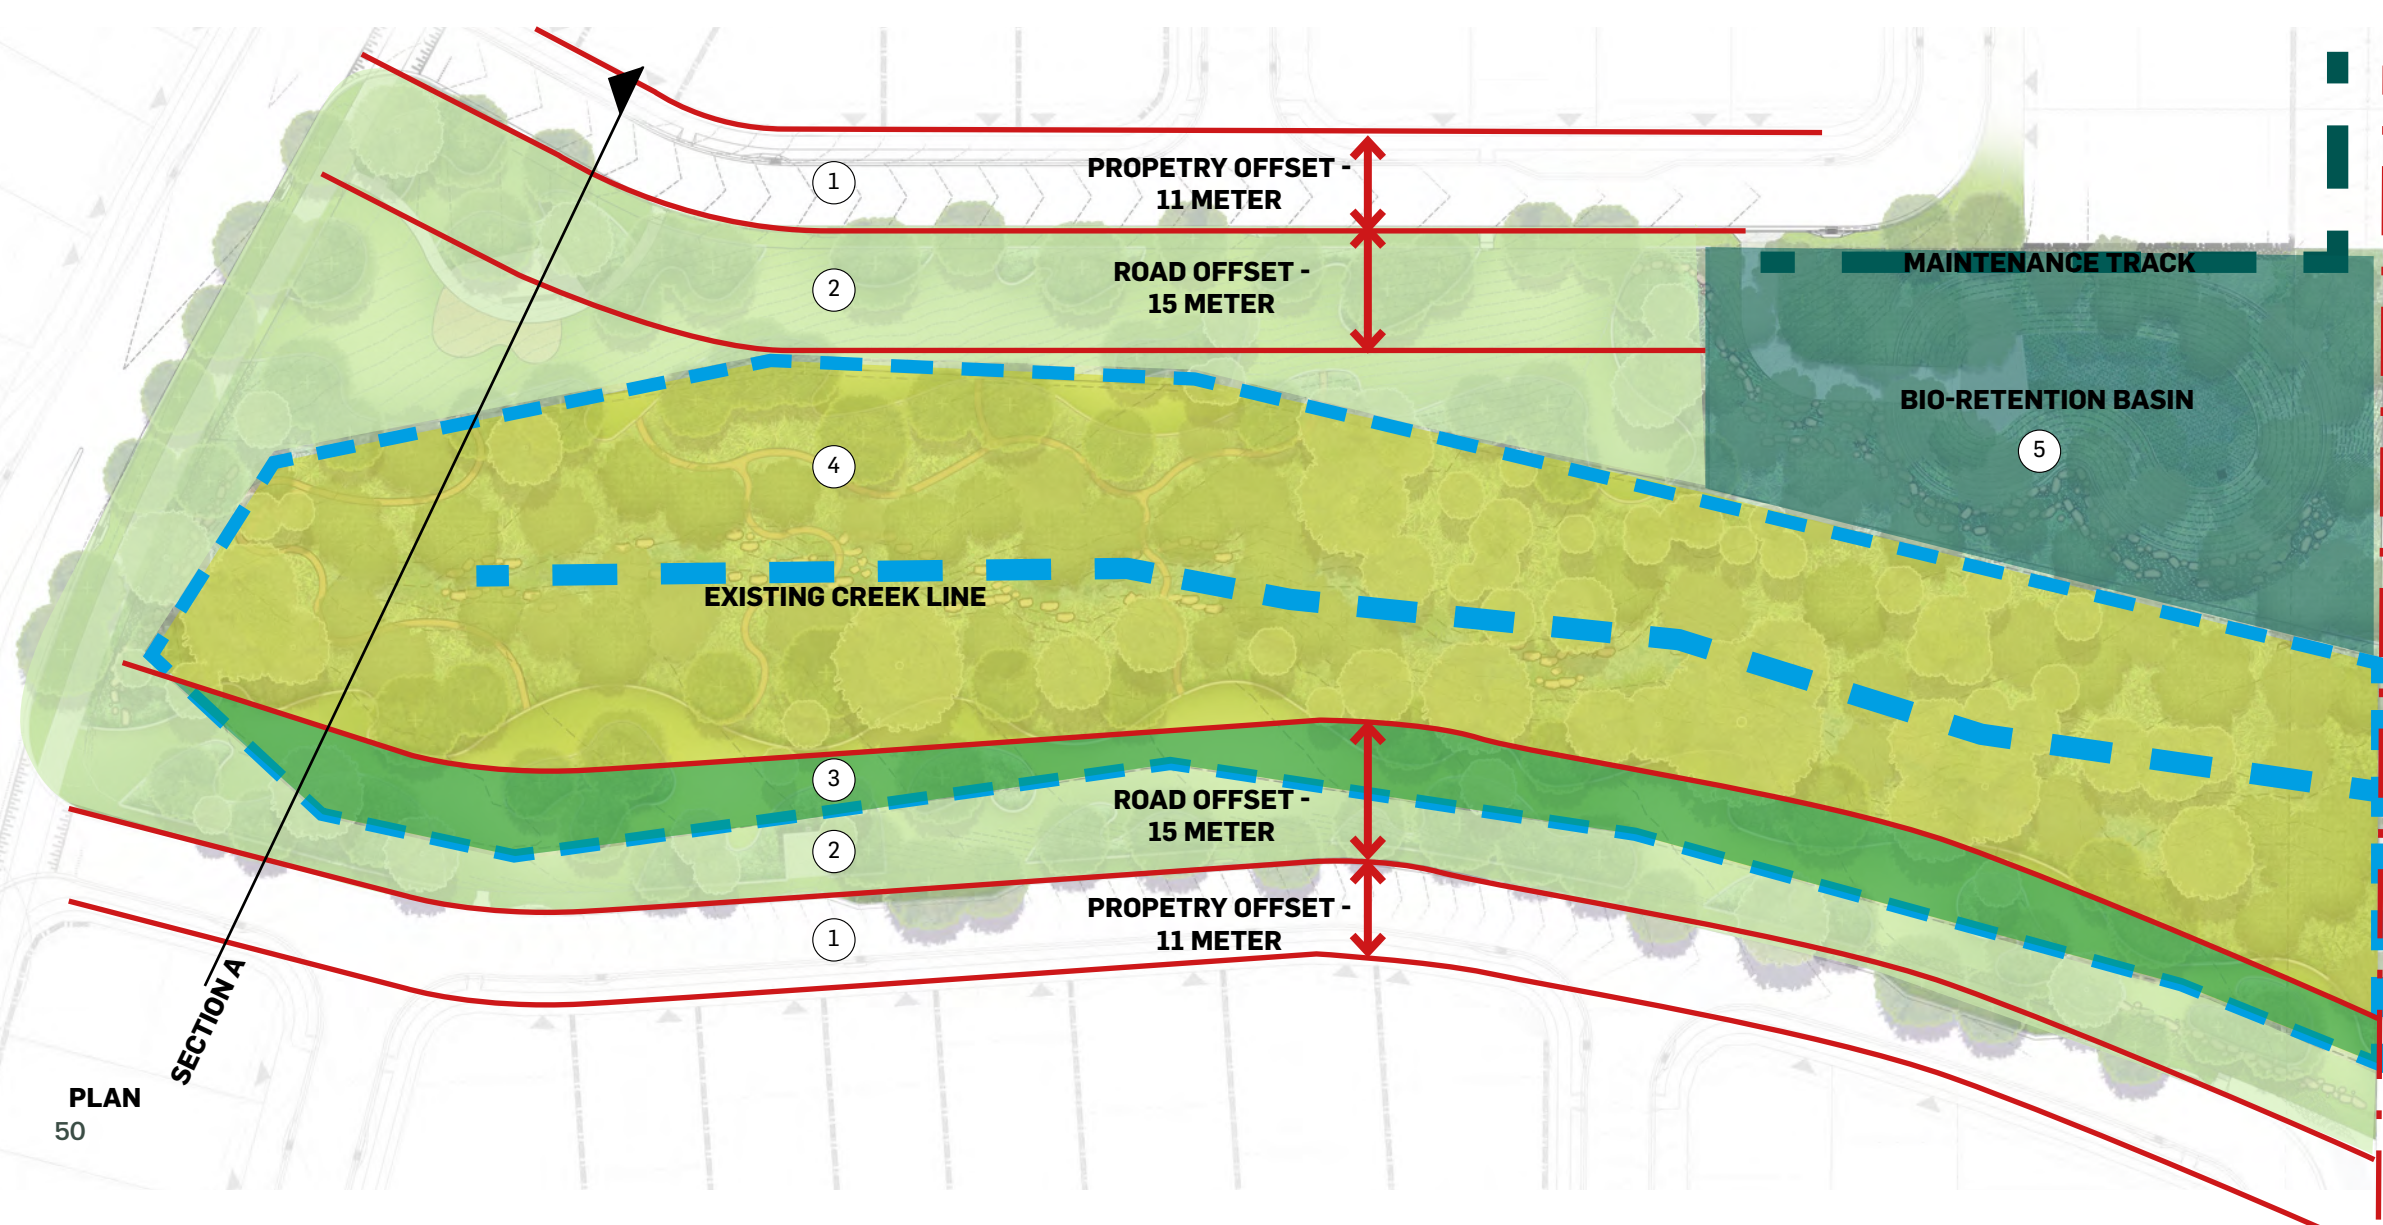 1
PROPETRY OFFSET -
11 METER
2
ROAD OFFSET -
15 METER
MAINTENANCE TRACK
BIO-RETENTION BASIN
5
4
EXISTING CREEK LINE
3
ROAD OFFSET -
15 METER
2
PROPETRY OFFSET -
11 METER
1
SECTION A
PLAN
50